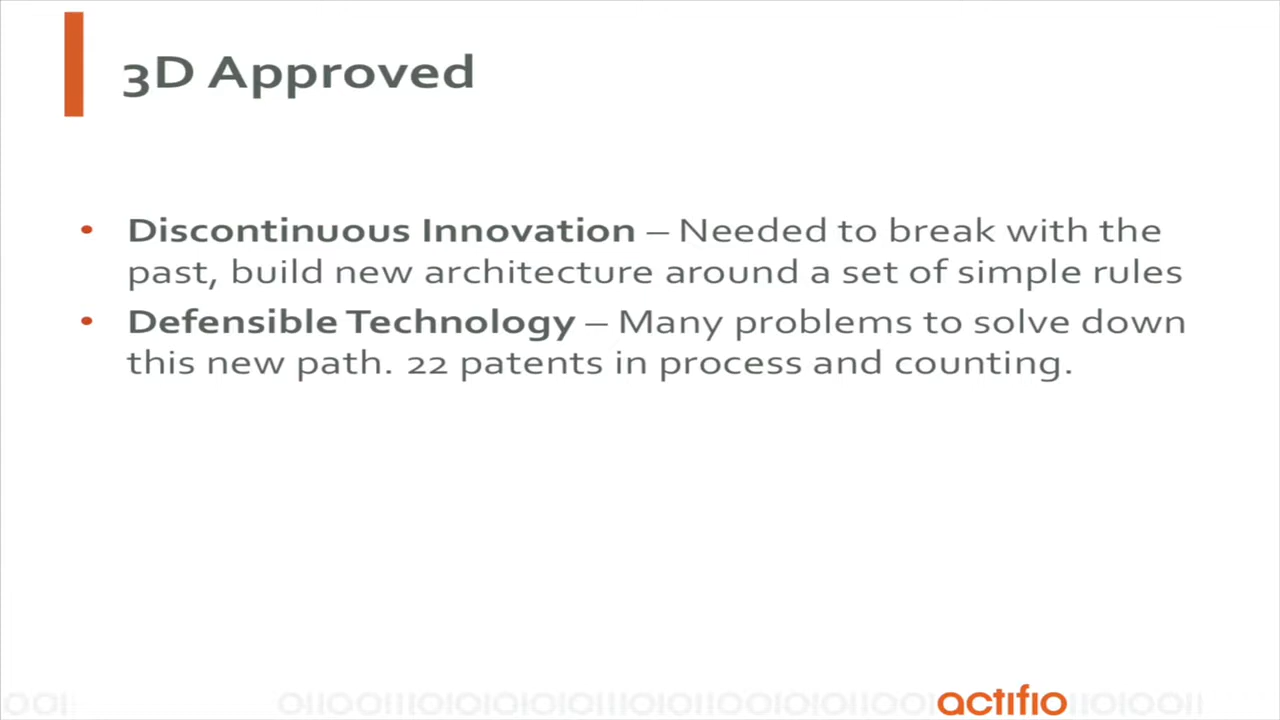 3D Approved
• Discontinuous Innovation – Needed to break with the
past, build new architecture around a set of simple rules
• Defensible Technology – Many problems to solve down
this new path. 22 patents in process and counting.
actifio